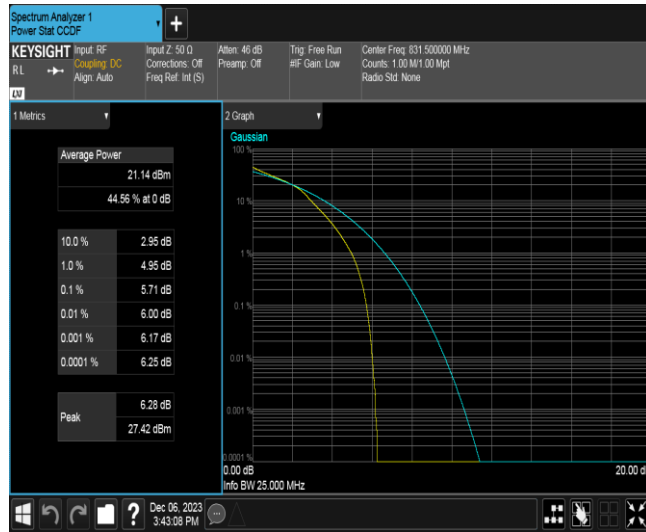 Spectrum Analyzer 1
Power Stat CCDF
+
KEYSIGHT
RL
LXI
Input: RF
Coupling: DC
Align: Auto
Input Z: 50 Ω
Corrections: Off
Freq Ref: Int (S)
Atten: 46 dB
Preamp: Off
Trig: Free Run
#IF Gain: Low
Center Freq: 831.500000 MHz
Counts: 1.00 M/1.00 Mpt
Radio Std: None
1 Metrics
Average Power
21.14 dBm
44.56 % at 0 dB
10.0 % 2.95 dB
1.0 % 4.95 dB
0.1 % 5.71 dB
0.01 % 6.00 dB
0.001 % 6.17 dB
0.0001 % 6.25 dB
Peak
6.28 dB
27.42 dBm
2 Graph
Gaussian
100 %
10 %
1 %
0.1 %
0.01 %
0.001 %
0.0001 %
0.00 dB
20.00 d
Info BW 25.000 MHz
?
Dec 06, 2023
3:43:08 PM